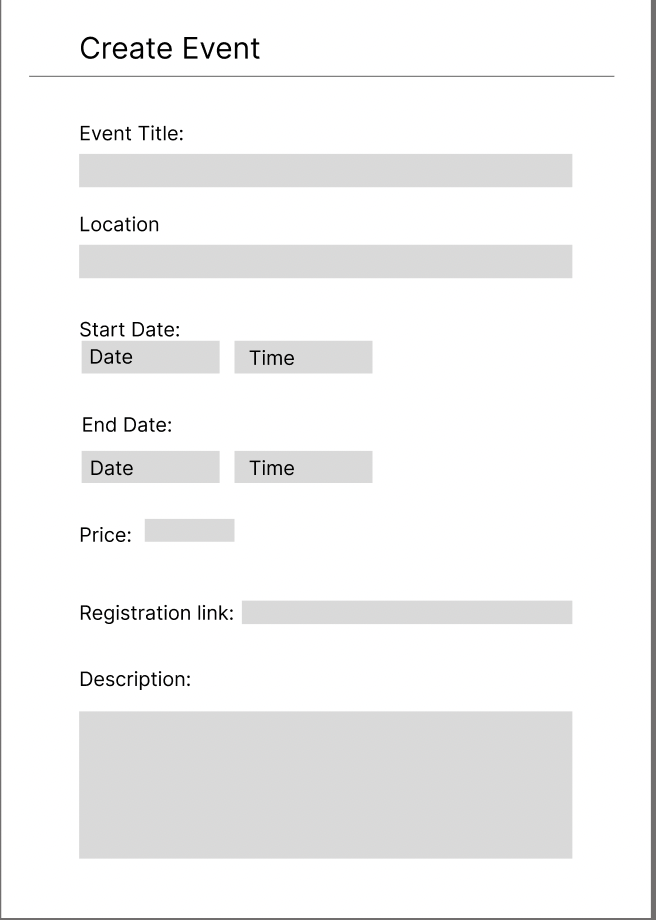 Create Event
Event Title:
Location
Start Date:
Date Time
End Date:
Date Time
Price:
Registration link:
Description: